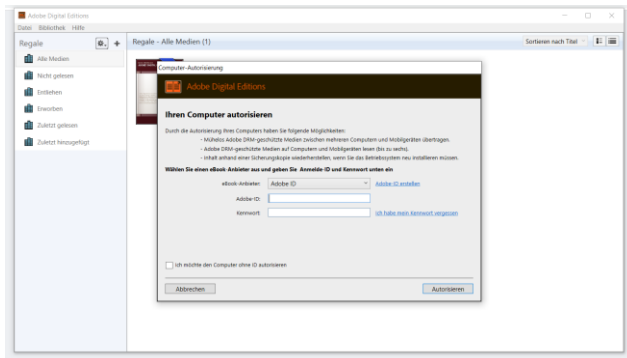 Adobe Digital Editions
Datei Bibliothek Hilfe
Regale
Regale - Alle Medien (1)
Sortieren nach Titel
Alle Medien
Nicht gelesen
Entliehen
Erworben
Zuletzt gelesen
Zuletzt hinzugefügt
Computer-Autorisierung
Adobe Digital Editions
Ihren Computer autorisieren
Durch die Autorisierung Ihres Computers haben Sie folgende Möglichkeiten:
- Mühelos Adobe DRM-geschützte Medien zwischen mehreren Computern und Mobilgeräten übertragen.
- Adobe DRM-geschützte Medien auf Computern und Mobilgeräten lesen (bis zu sechs).
- Inhalt anhand einer Sicherungskopie wiederherstellen, wenn Sie das Betriebssystem neu installieren müssen.
Wählen Sie einen eBook-Anbieter aus und geben Sie Anmelde-ID und Kennwort unten ein
eBook-Anbieter: Adobe ID Adobe-ID erstellen
Adobe-ID:
Kennwort: Ich habe mein Kennwort vergessen
Ich möchte den Computer ohne ID autorisieren
Abbrechen Autorisieren